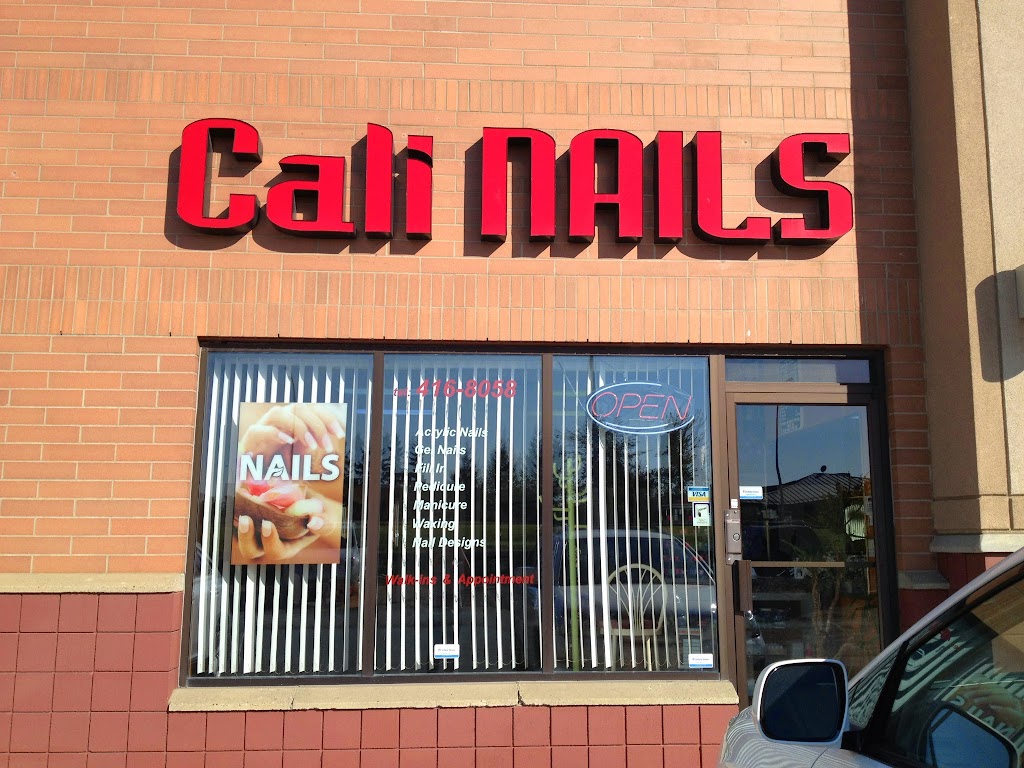 Cali NAILS
416-8058
OPEN
Acrylic Nails
Gel Nails
NAILS
Fill In
Pedicure
VISA
Manicure
Waxing
Nail Designs
Walk-Ins & Appointment